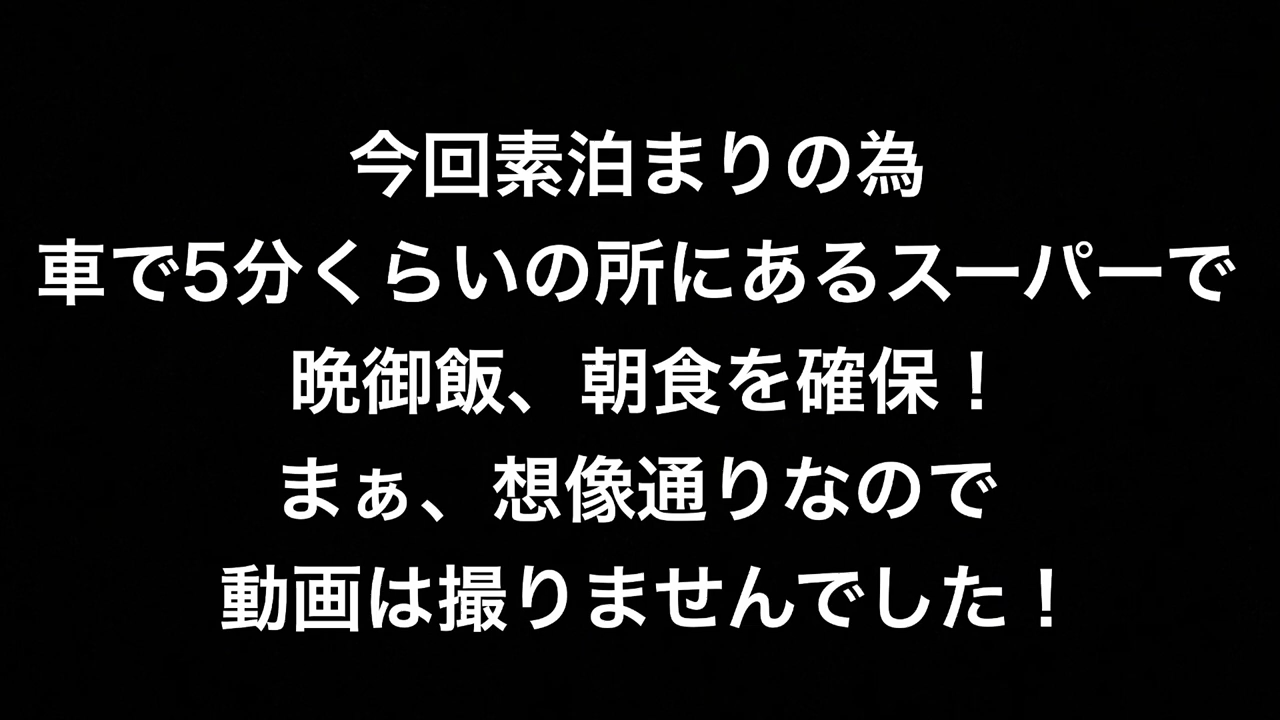 今回素泊まりの為
車で5分くらいの所にあるスーパーで
晩御飯、朝食を確保！
まぁ、想像通りなので
動画は撮りませんでした！